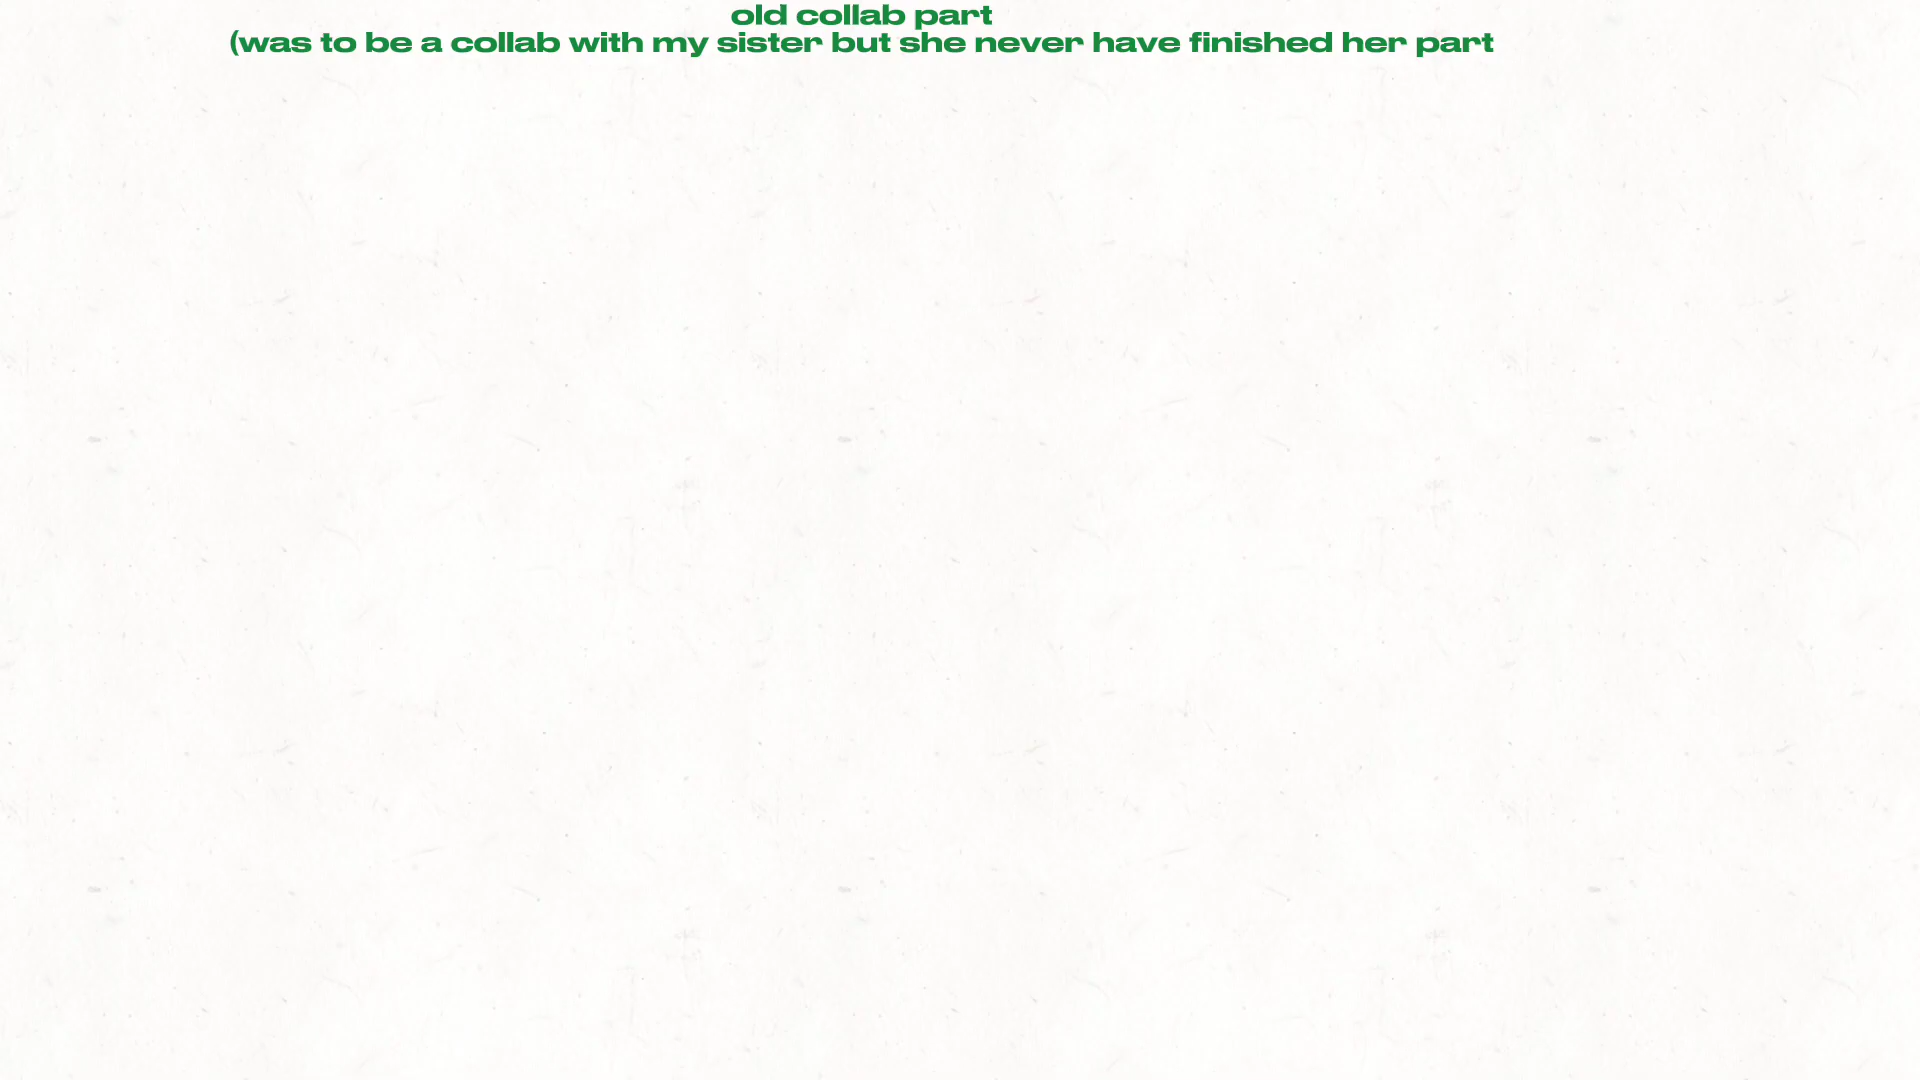 old collab part
(was to be a collab with my sister but she never have finished her part